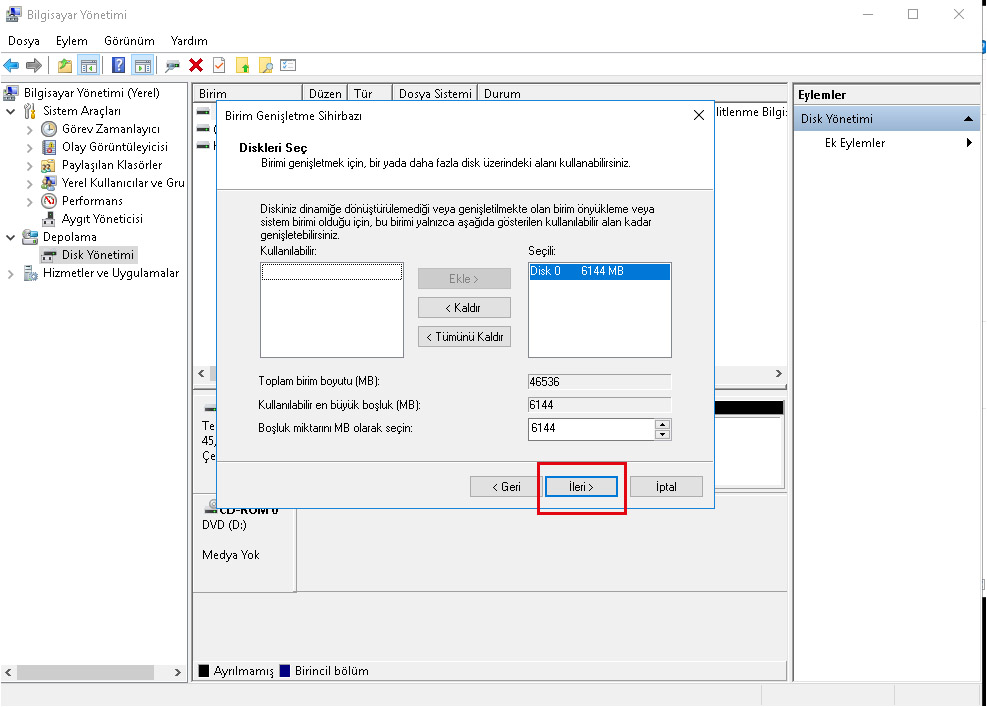 Bilgisayar Yönetimi
Dosya Eylem Görünüm Yardım
Bilgisayar Yönetimi (Yerel)
Sistem Araçları
Görev Zamanlayıcı
Olay Görüntüleyicisi
Paylaşılan Klasörler
Yerel Kullanıcılar ve Gru
Performans
Aygıt Yöneticisi
Depolama
Disk Yönetimi
Hizmetler ve Uygulamalar
Birim Düzen Tür Dosya Sistemi Durum
Birim Genişletme Sihirbazı
Diskleri Seç
Birimi genişletmek için, bir yada daha fazla disk üzerindeki alanı kullanabilirsiniz.
Diskiniz dinamiğe dönüştürülemediği veya genişletilmekte olan birim önyükleme veya
sistem birimi olduğu için, bu birimi yalnızca aşağıda gösterilen kullanılabilir alan kadar
genişletebilirsiniz.
Kullanılabilir: Seçili:
Disk 0 6144 MB
Ekle >
< Kaldır
< Tümünü Kaldır
Toplam birim boyutu (MB): 46536
Kullanılabilir en büyük boşluk (MB): 6144
Boşluk miktarını MB olarak seçin: 6144
< Geri İleri > İptal
Te
45,
Çe
CD-ROM 0
DVD (D:)
Medya Yok
Ayrılmamış Birincil bölüm
Eylemler
Disk Yönetimi
Ek Eylemler